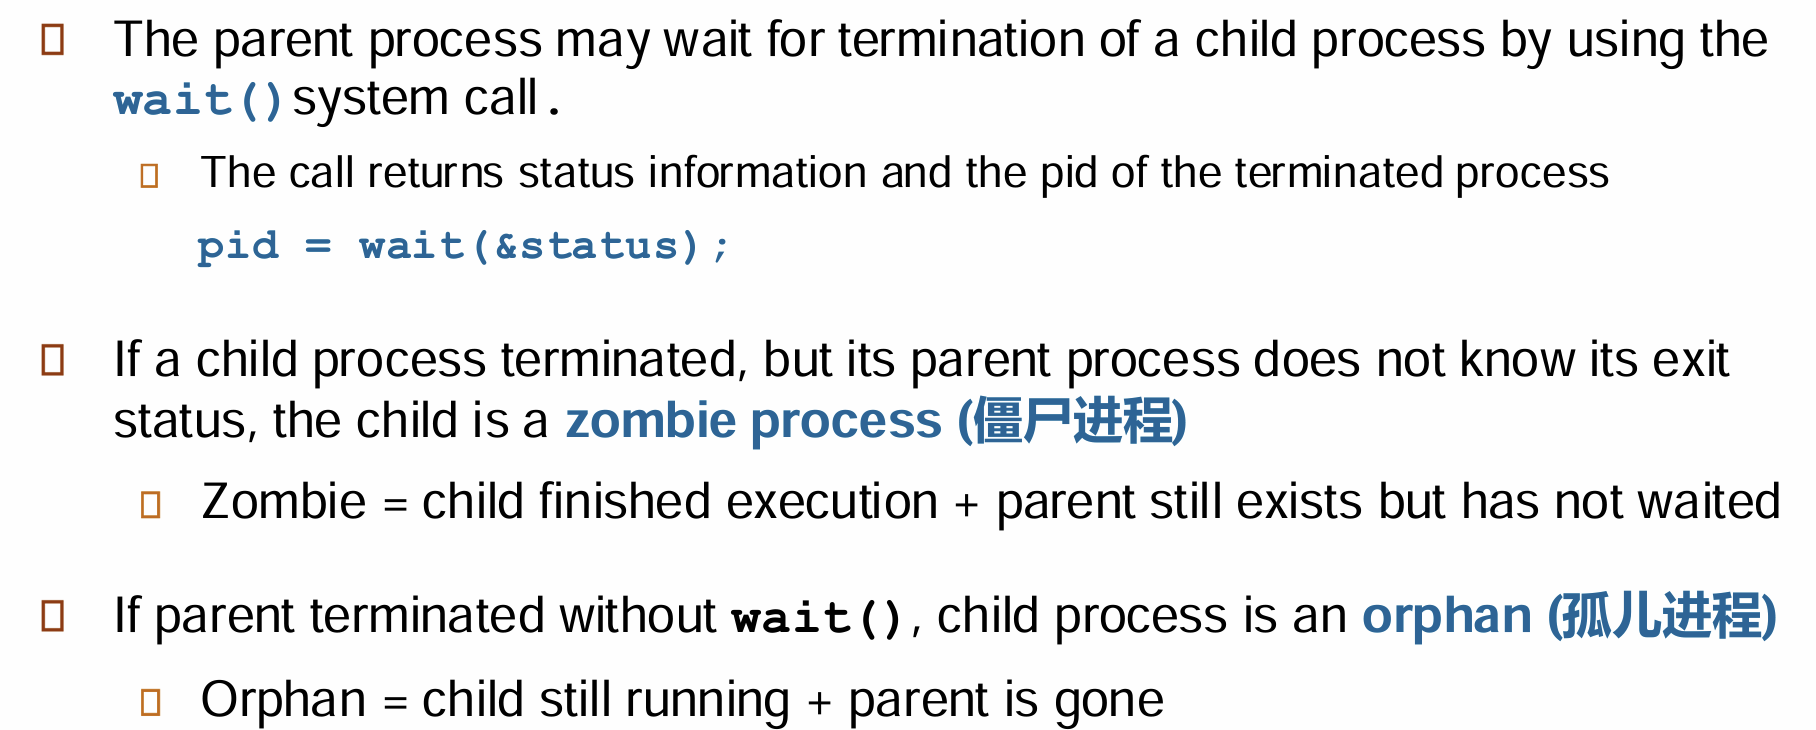 The parent process may wait for termination of a child process by using the
wait() system call.
The call returns status information and the pid of the terminated process
pid = wait(&status);
If a child process terminated, but its parent process does not know its exit
status, the child is a zombie process (僵尸进程)
Zombie = child finished execution + parent still exists but has not waited
If parent terminated without wait(), child process is an orphan (孤儿进程)
Orphan = child still running + parent is gone